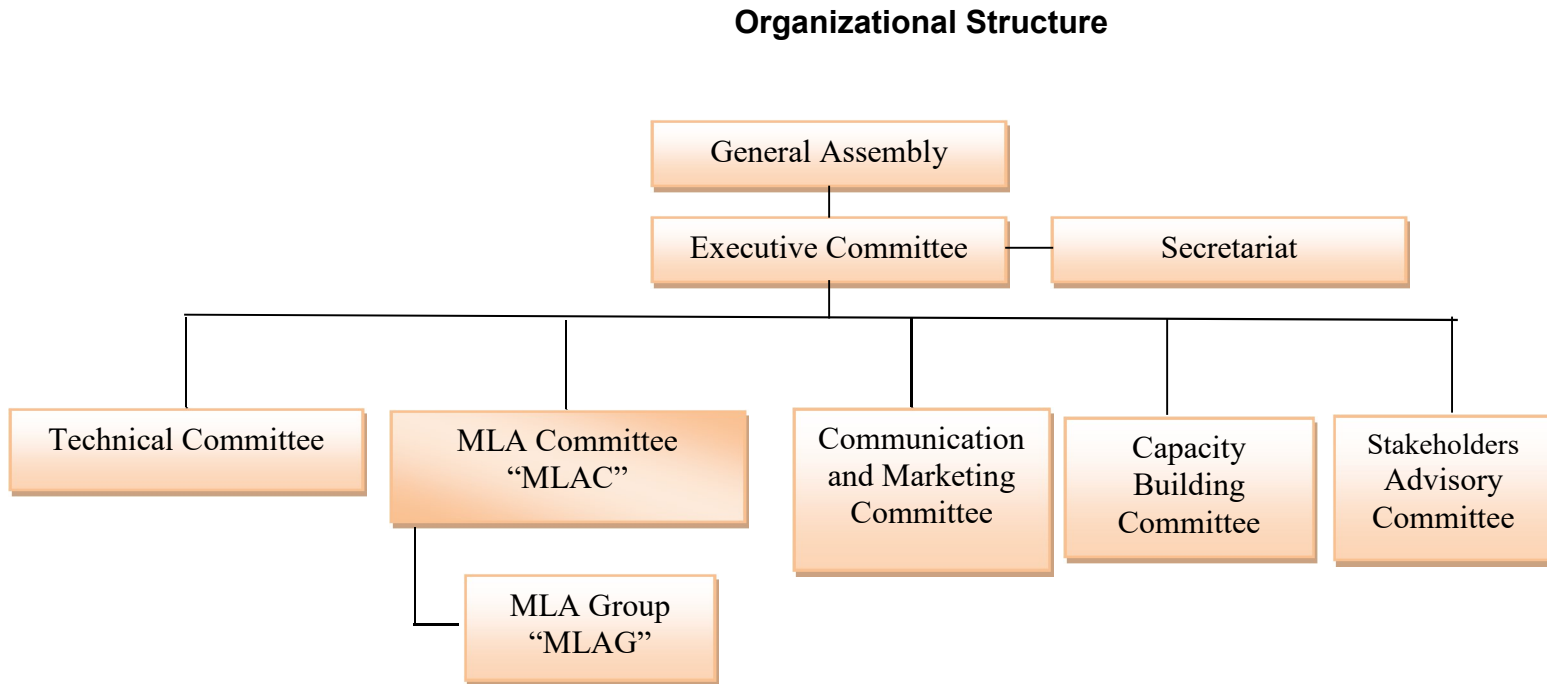 Organizational Structure
General Assembly
Executive Committee
Secretariat
Technical Committee
MLA Committee
“MLAC”
Communication
and Marketing
Committee
Capacity
Building
Committee
Stakeholders
Advisory
Committee
MLA Group
“MLAG”